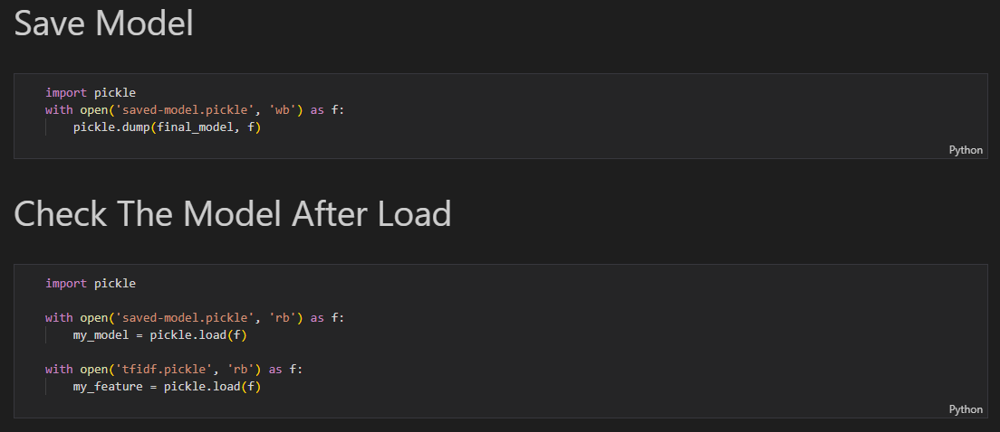 Save Model
import pickle
with open('saved-model.pickle', 'wb') as f:
    pickle.dump(final_model, f)
Python
Check The Model After Load
import pickle
with open('saved-model.pickle', 'rb') as f:
    my_model = pickle.load(f)
with open('tfidf.pickle', 'rb') as f:
    my_feature = pickle.load(f)
Python